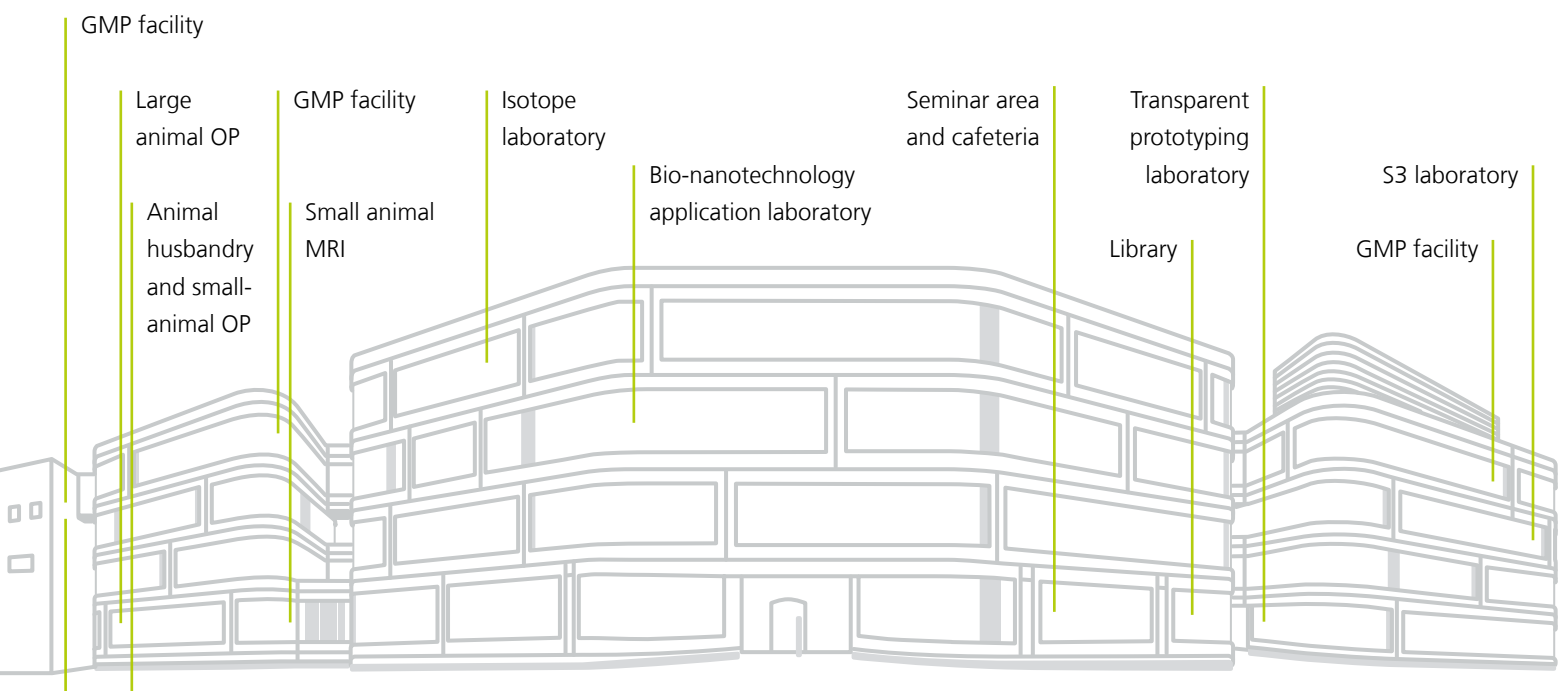 GMP facility
Large
animal OP
GMP facility
Isotope
laboratory
Seminar area
and cafeteria
Transparent
prototyping
laboratory
Bio-nanotechnology
application laboratory
S3 laboratory
Animal
husbandry
and small-
animal OP
Small animal
MRI
Library
GMP facility